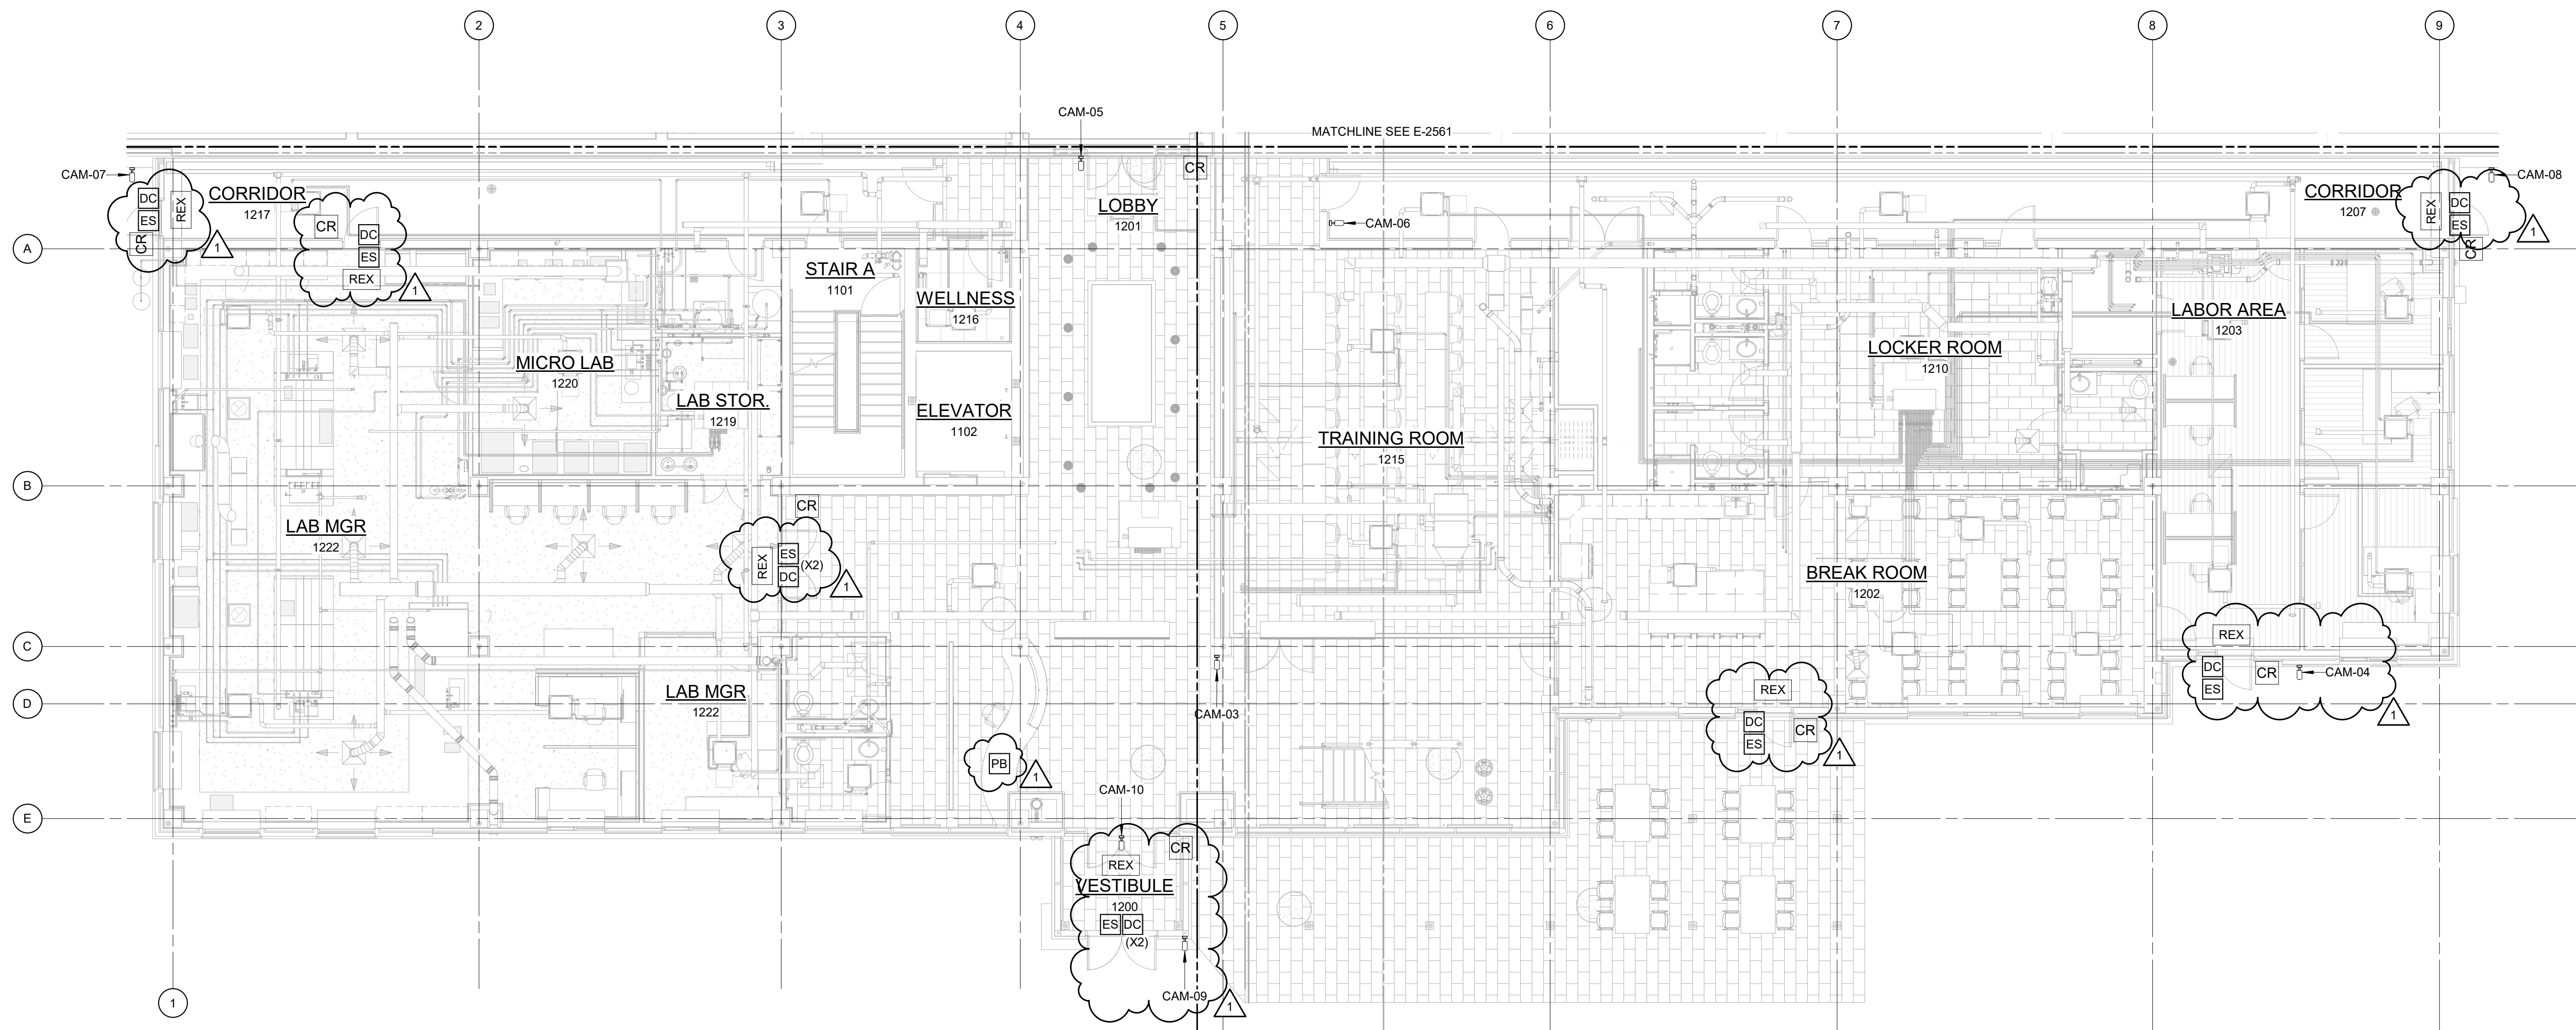 2
3
4
5
6
7
8
9
CAM-05
MATCHLINE SEE E-2561
CAM-07
CAM-08
DC
ES
REX
CR
1
CORRIDOR
1217
CR
DC
ES
REX
1
LOBBY
1201
CR
CAM-06
CORRIDOR
1207
REX
DC
ES
CR
1
A
STAIR A
1101
WELLNESS
1216
LABOR AREA
1203
LOCKER ROOM
1210
MICRO LAB
1220
LAB STOR.
1219
ELEVATOR
1102
TRAINING ROOM
1215
B
LAB MGR
1222
CR
REX
ES
(X2)
DC
1
BREAK ROOM
1202
C
REX
DC
CR
CAM-04
ES
1
D
LAB MGR
1222
CAM-03
REX
DC
CR
ES
1
PB
1
E
CAM-10
CR
REX
VESTIBULE
1200
ES
DC
(X2)
CAM-09
1
1